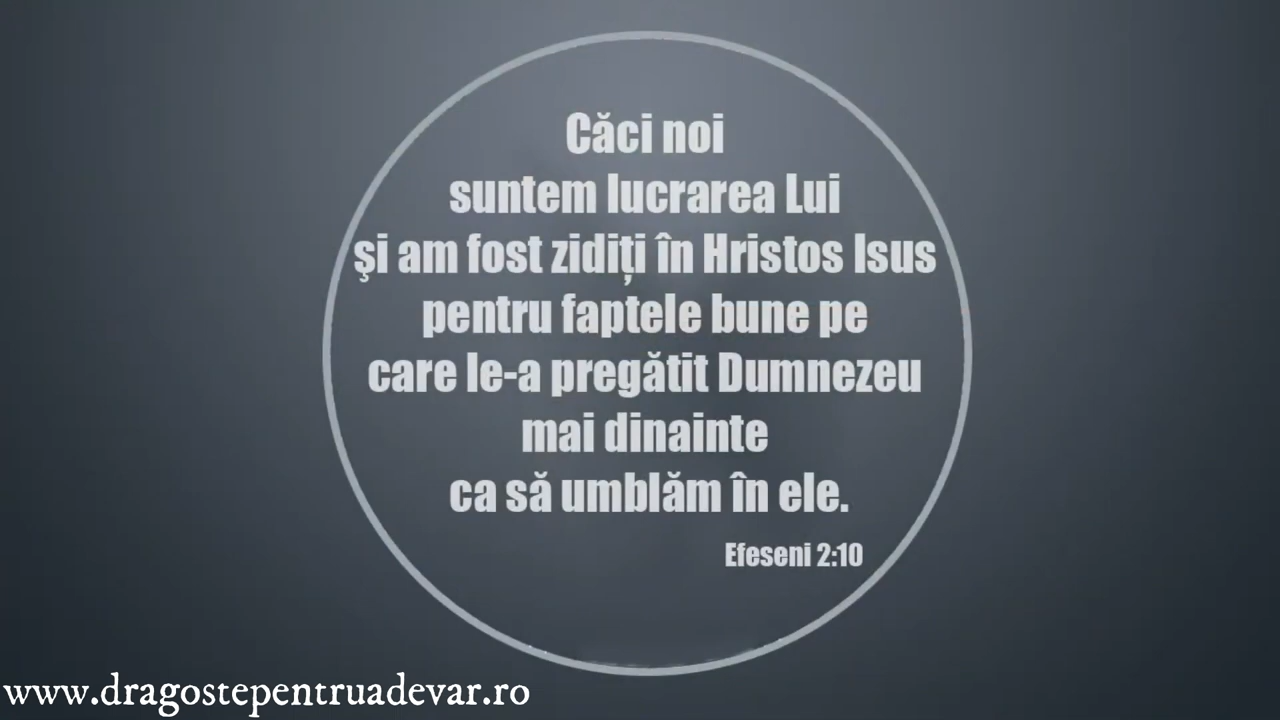 Căci noi
suntem lucrarea Lui
şi am fost zidiți în Hristos Isus
pentru faptele bune pe
care le-a pregătit Dumnezeu
mai dinainte
ca să umblăm în ele.
Efeseni 2:10
www.dragostepentruadevar.ro